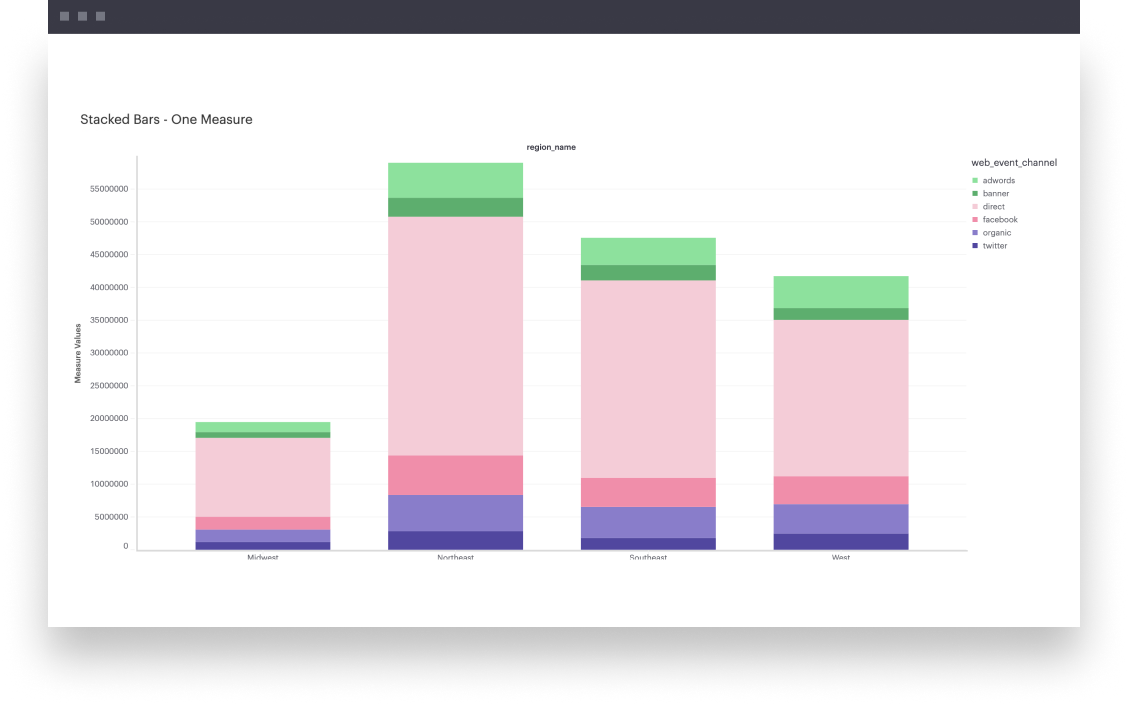 Stacked Bars - One Measure
region_name
web_event_channel
adwords
banner
direct
facebook
organic
twitter
Measure Values
55000000
50000000
45000000
40000000
35000000
30000000
25000000
20000000
15000000
10000000
5000000
0
Midwest
Northeast
Southeast
West